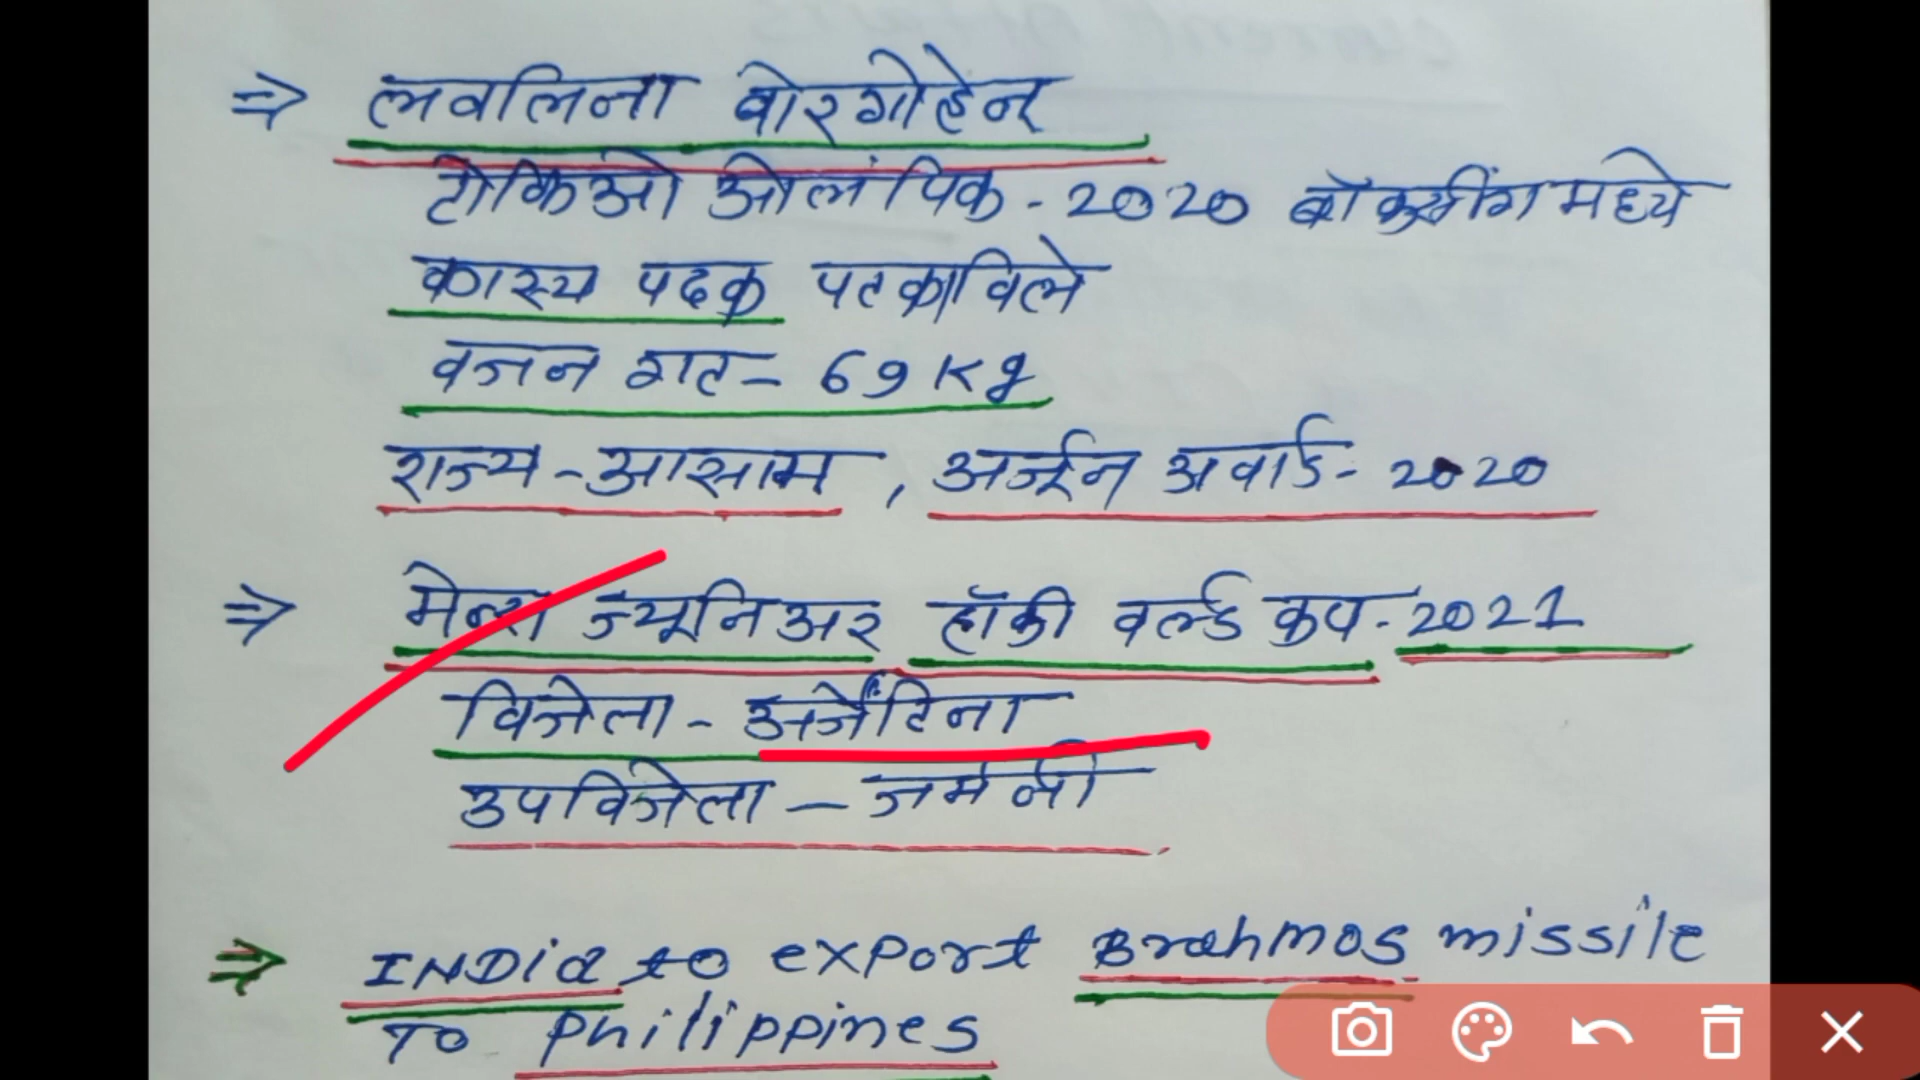 ⇒ लवलिना बोरगोहेन
टोकिओ ओलंपिक - 2020 बॉक्सींग मध्ये
कास्य पदक पटकाविले
वजन गट - 69 Kg
राज्य - आसाम , अर्जून अवार्ड - 2020
⇒ मेन्स ज्यूनिअर हॉकी वर्ल्ड कप - 2021
विजेता - अर्जेंटिना
उपविजेता - जर्मनी
⇒ INDia to export Brahmos missile
To philippines